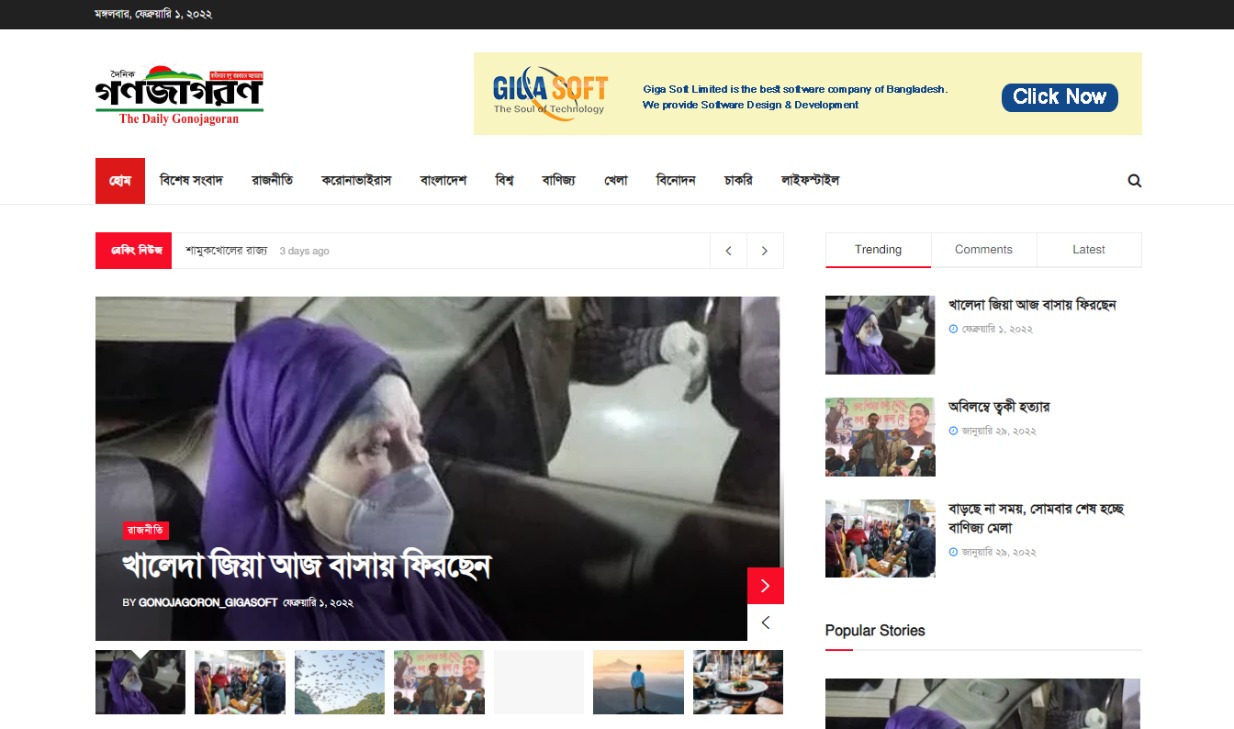 মঙ্গলবার, ফেব্রুয়ারি ১, ২০২২
দৈনিক
গণজাগরণ
The Daily Gonojagoran
GIGA SOFT
The Soul of Technology
Giga Soft Limited is the best software company of Bangladesh.
We provide Software Design & Development
Click Now
হোম বিশেষ সংবাদ রাজনীতি করোনাভাইরাস বাংলাদেশ বিশ্ব বাণিজ্য খেলা বিনোদন চাকরি লাইফস্টাইল
ব্রেকিং নিউজ শামুকখোলের রাজ্য 3 days ago
রাজনীতি
খালেদা জিয়া আজ বাসায় ফিরছেন
BY GONOJAGORON_GIGASOFT ফেব্রুয়ারি ১, ২০২২
Trending Comments Latest
খালেদা জিয়া আজ বাসায় ফিরছেন
ফেব্রুয়ারি ১, ২০২২
অবিলম্বে ত্বকী হত্যার
জানুয়ারি ২৯, ২০২২
বাড়ছে না সময়, সোমবার শেষ হচ্ছে
বাণিজ্য মেলা
জানুয়ারি ২৯, ২০২২
Popular Stories